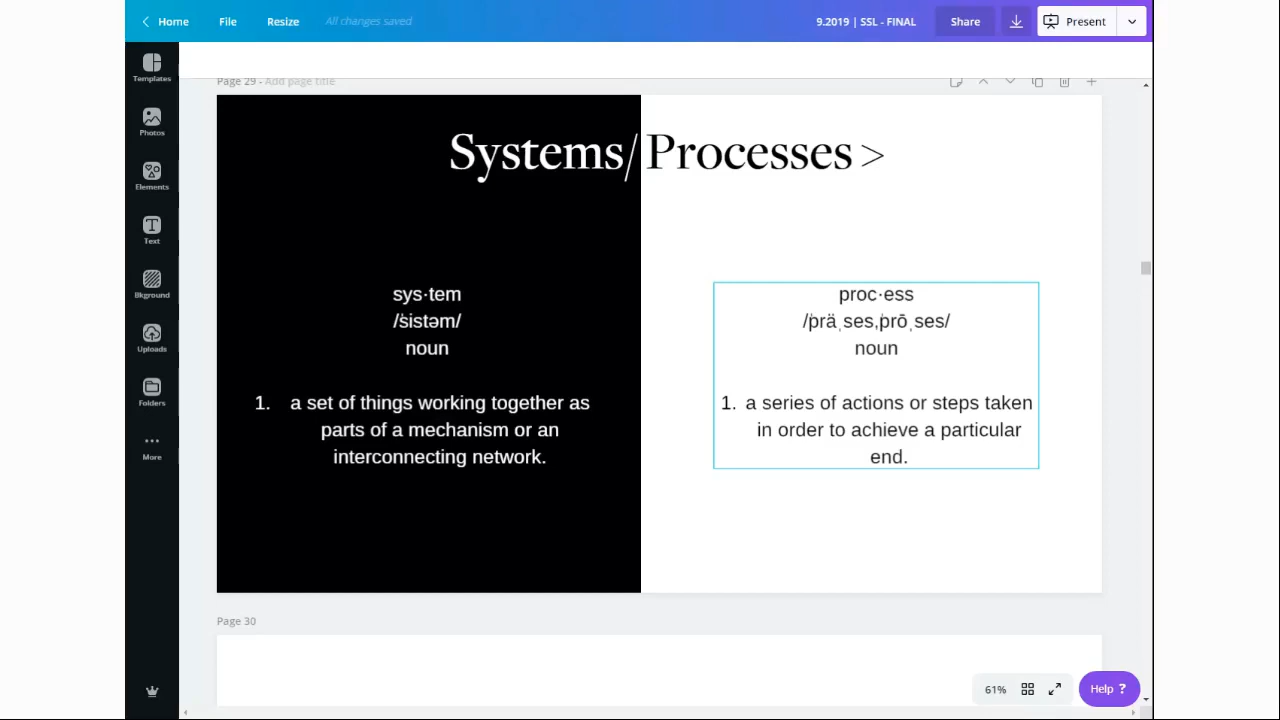 Home File Resize All changes saved 9.2019 | SSL - FINAL Share Present
Templates
Photos
Elements
Text
Bkground
Uploads
Folders
More
Page 29 - Add page title
Systems/Processes >
sys·tem
/ˈsistəm/
noun
1. a set of things working together as
parts of a mechanism or an
interconnecting network.
proc·ess
/ˈpräˌses,ˈprōˌses/
noun
1. a series of actions or steps taken
in order to achieve a particular
end.
Page 30
61%
Help ?